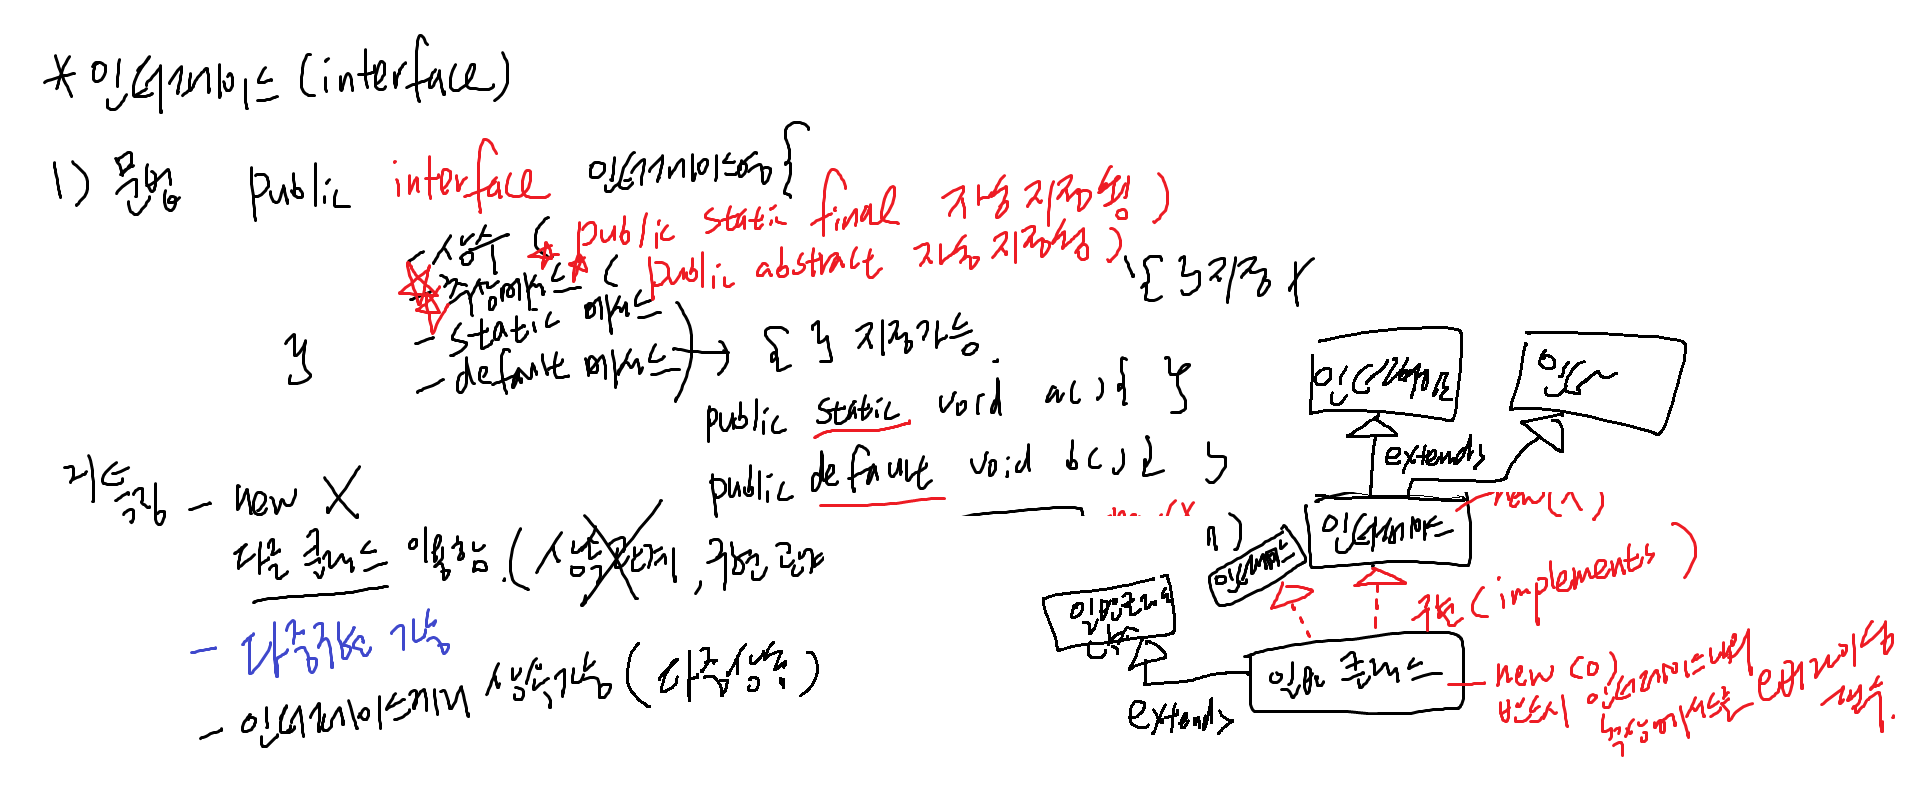 * 인터페이스 (interface)
1) 문법 public interface 인터페이스명 {
- 상수 ( public static final 자동 지정됨 )
- 추상메서드 ( public abstract 자동 지정됨 ) { } 지정 X
- static 메서드
- default 메서드 → { } 지정가능
}
public static void a() { }
public default void b() { }
특징 - new X
다른 클래스 이용함. (상속관계, 구현 관계
- 다중구현 가능
- 인터페이스끼리 상속가능 (다중상속)
인터페이스
인터~
extends
인터페이스
new(X)
인터페이스
구현 (implements)
일반클래스
extends
일반 클래스
new (O)
반드시 인터페이스내의
추상메서드를 오버라이딩
필수.